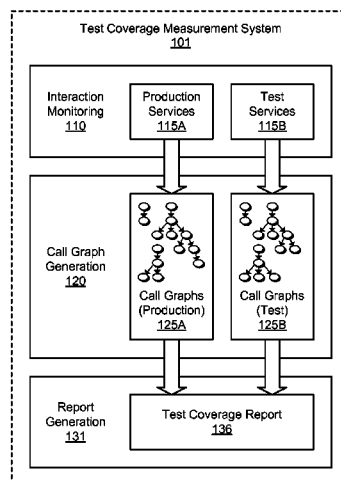 Test Coverage Measurement System
101
Interaction
Monitoring
110
Production
Services
115A
Test
Services
115B
Call Graph
Generation
120
Call Graphs
(Production)
125A
Call Graphs
(Test)
125B
Report
Generation
131
Test Coverage Report
136